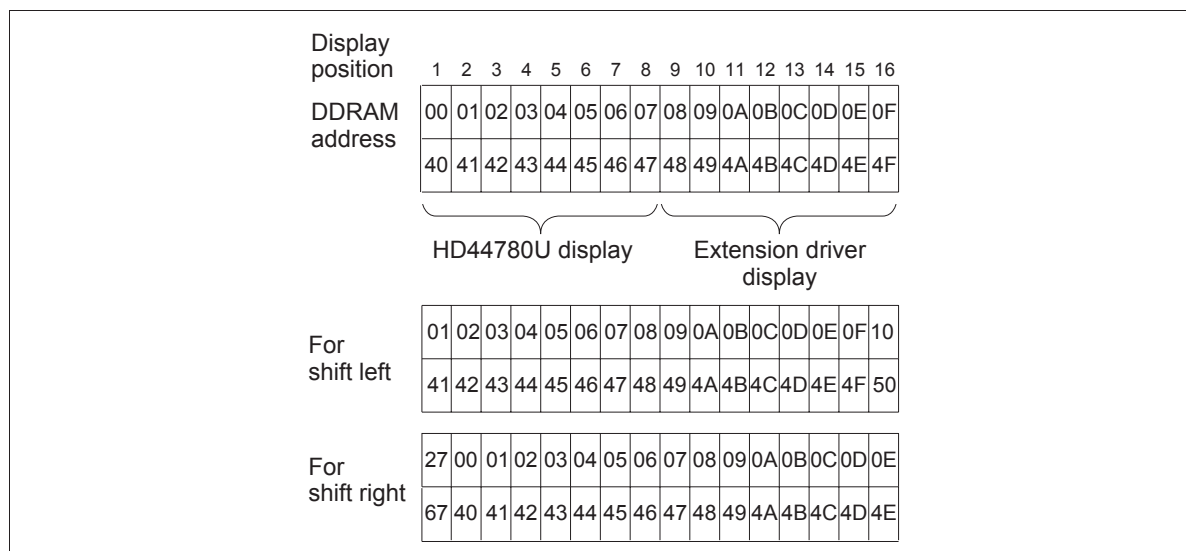 Display
position 1 2 3 4 5 6 7 8 9 10 11 12 13 14 15 16
DDRAM
address
00 01 02 03 04 05 06 07 08 09 0A 0B 0C 0D 0E 0F
40 41 42 43 44 45 46 47 48 49 4A 4B 4C 4D 4E 4F
HD44780U display
Extension driver
display
For
shift left
01 02 03 04 05 06 07 08 09 0A 0B 0C 0D 0E 0F 10
41 42 43 44 45 46 47 48 49 4A 4B 4C 4D 4E 4F 50
For
shift right
27 00 01 02 03 04 05 06 07 08 09 0A 0B 0C 0D 0E
67 40 41 42 43 44 45 46 47 48 49 4A 4B 4C 4D 4E